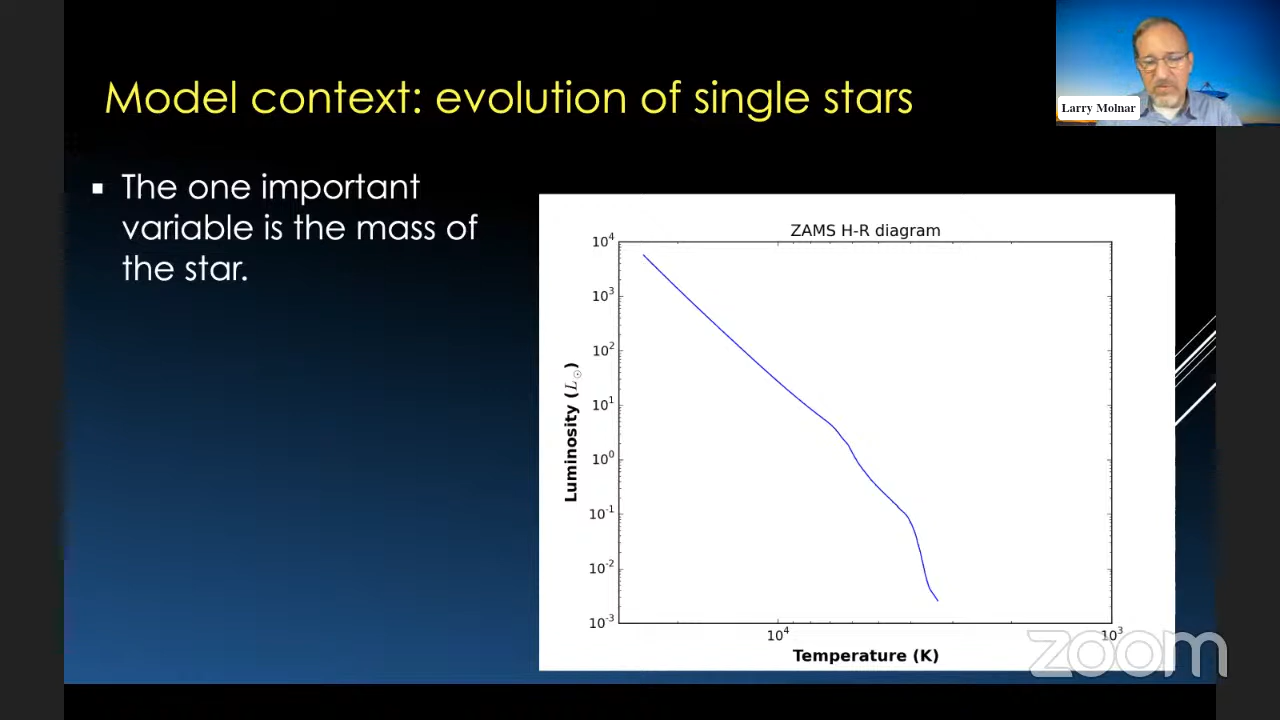 Model context: evolution of single stars
Larry Molnar
▪ The one important
variable is the mass of
the star.
ZAMS H-R diagram
10^4
10^3
10^2
10^1
10^0
10^-1
10^-2
10^-3
Luminosity (L☉)
10^4
10^3
Temperature (K)
zoom